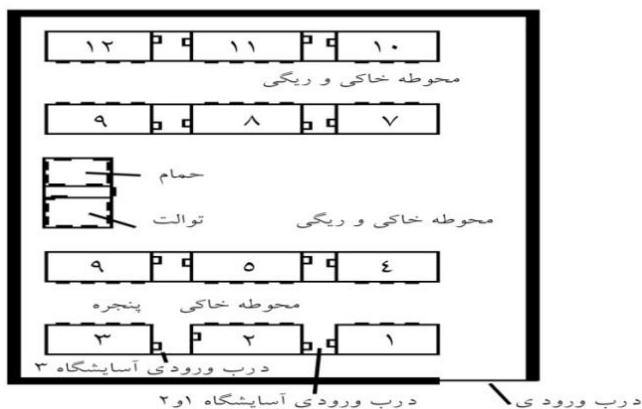 ۱۲ ۱۱ ۱۰
محوطه خاکی و ریگی
۹ ۸ ۷
حمام
توالت
محوطه خاکی و ریگی
۹ ۵ ٤
پنجره محوطه خاکی
۳ ۲ ۱
درب ورودی آسایشگاه ۳
درب ورودی آسایشگاه ۱و۲
درب ورودی